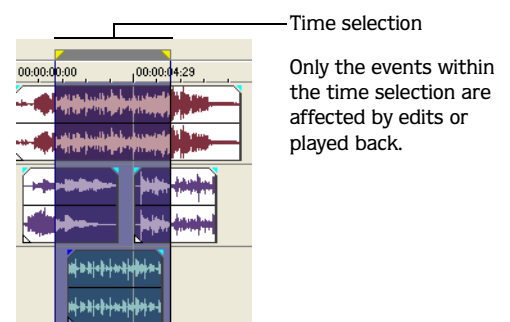 Time selection
00:00:00:00 00:00:04:29
Only the events within
the time selection are
affected by edits or
played back.